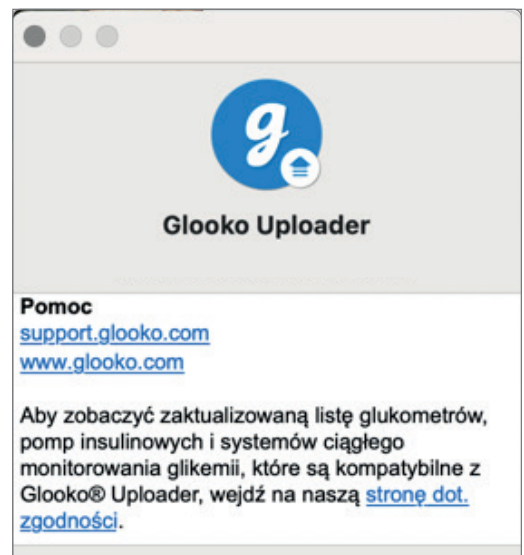 g
Glooko Uploader
Pomoc
support.glooko.com
www.glooko.com
Aby zobaczyć zaktualizowaną listę glukometrów,
pomp insulinowych i systemów ciągłego
monitorowania glikemii, które są kompatybilne z
Glooko® Uploader, wejdź na naszą stronę dot.
zgodności.